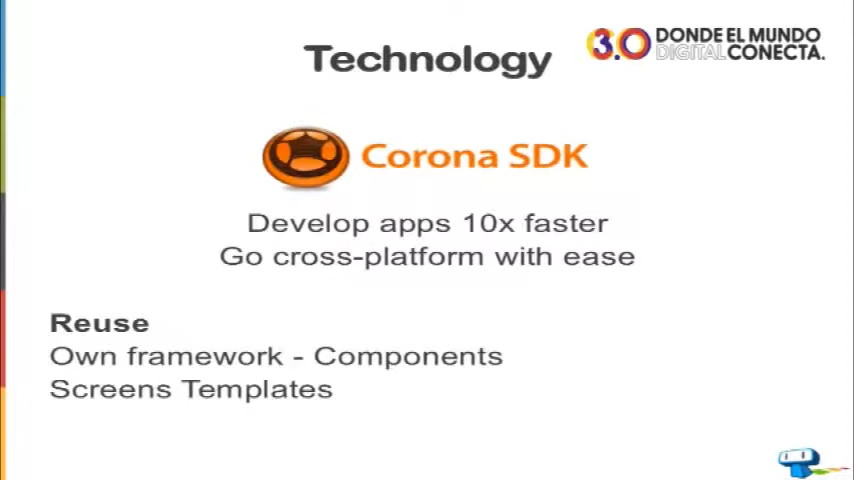 Technology
3.0 DONDE EL MUNDO
DIGITAL CONECTA.
Corona SDK
Develop apps 10x faster
Go cross-platform with ease
Reuse
Own framework - Components
Screens Templates